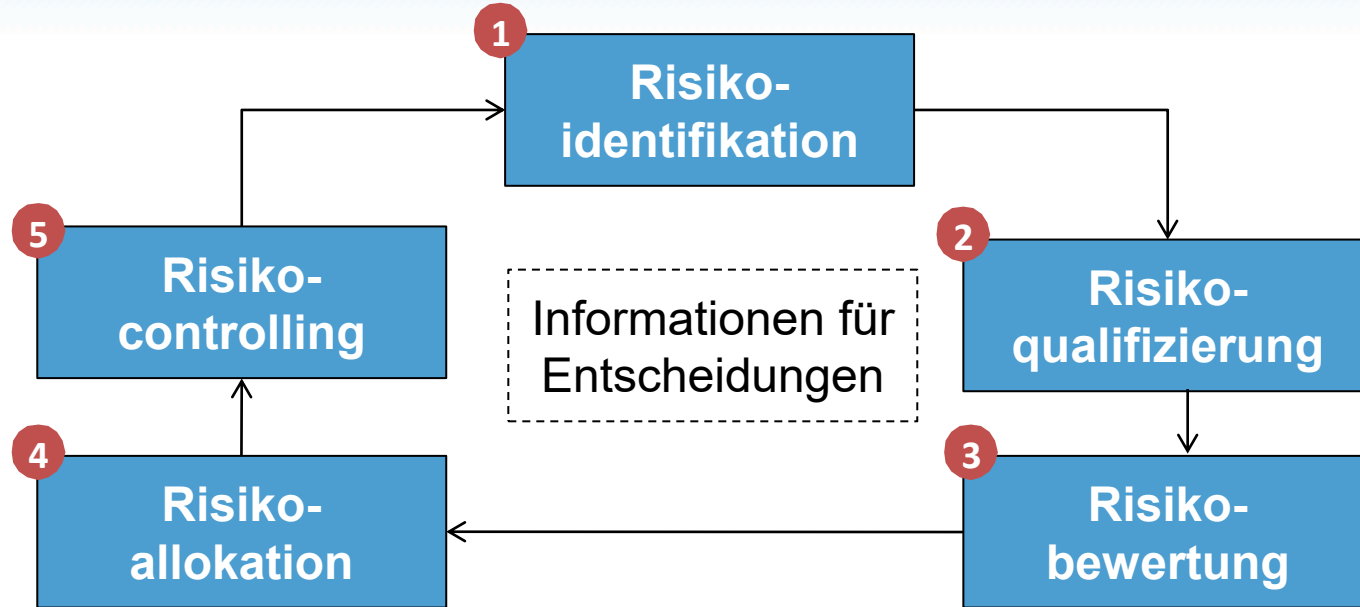 1
Risiko-
identifikation
2
Risiko-
qualifizierung
3
Risiko-
bewertung
4
Risiko-
allokation
5
Risiko-
controlling
Informationen für
Entscheidungen